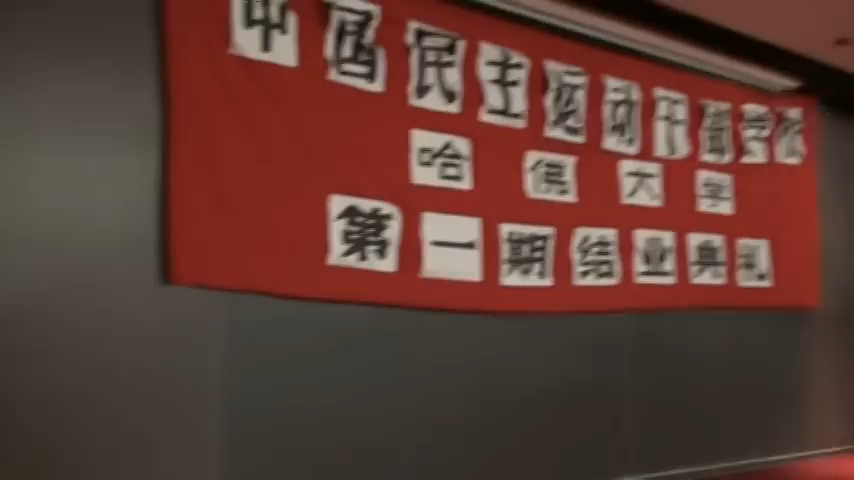 中国民主运动干部学校
哈佛大学
第一期结业典礼